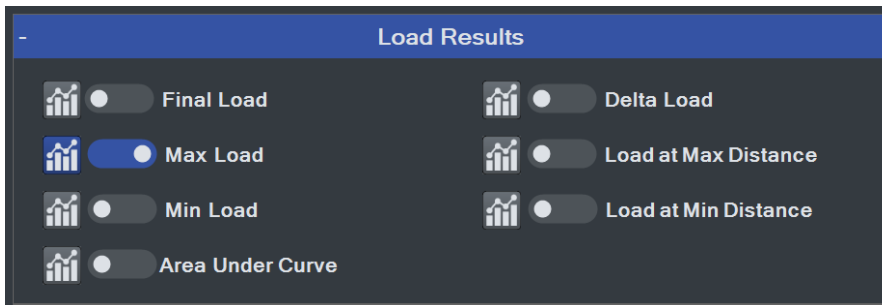 - Load Results
Final Load
Max Load
Min Load
Area Under Curve
Delta Load
Load at Max Distance
Load at Min Distance